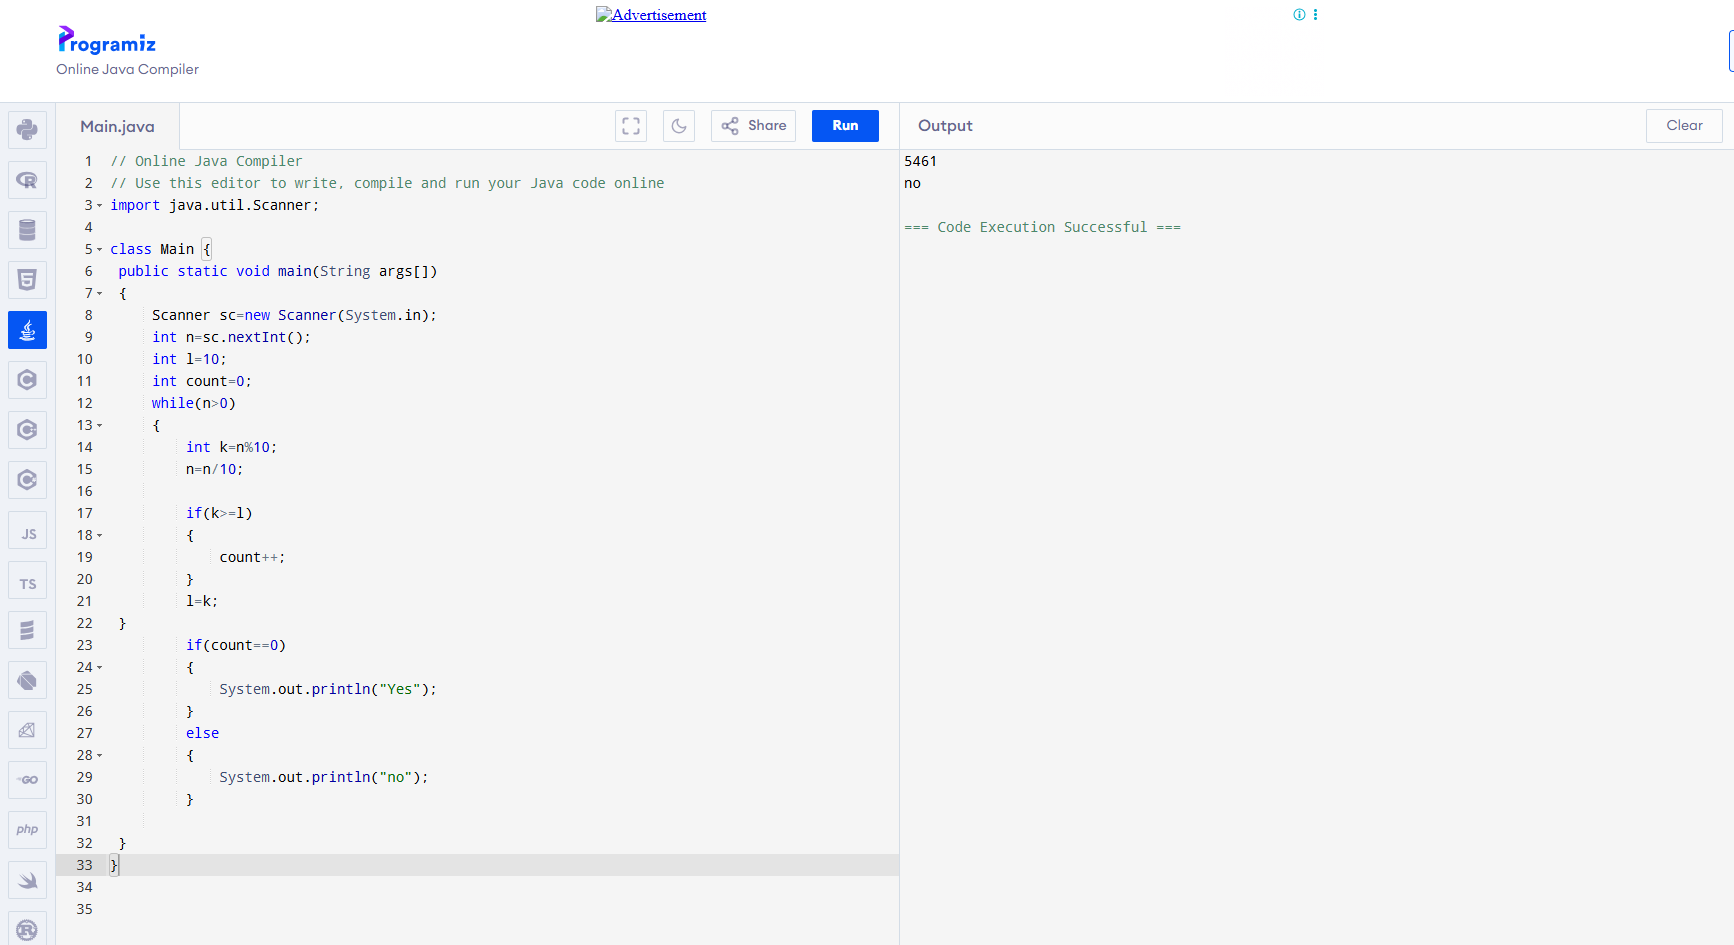 Advertisement
Programiz
Online Java Compiler
Main.java
Share
Run
Output
Clear
1 // Online Java Compiler
2 // Use this editor to write, compile and run your Java code online
3 import java.util.Scanner;
4
5 class Main {
6 public static void main(String args[])
7 {
8 Scanner sc=new Scanner(System.in);
9 int n=sc.nextInt();
10 int l=10;
11 int count=0;
12 while(n>0)
13 {
14 int k=n%10;
15 n=n/10;
16
17 if(k>=l)
18 {
19 count++;
20 }
21 l=k;
22 }
23 if(count==0)
24 {
25 System.out.println("Yes");
26 }
27 else
28 {
29 System.out.println("no");
30 }
31
32 }
33 }
34
35
5461
no
=== Code Execution Successful ===
R
5
C
C
C
JS
TS
GO
php
R